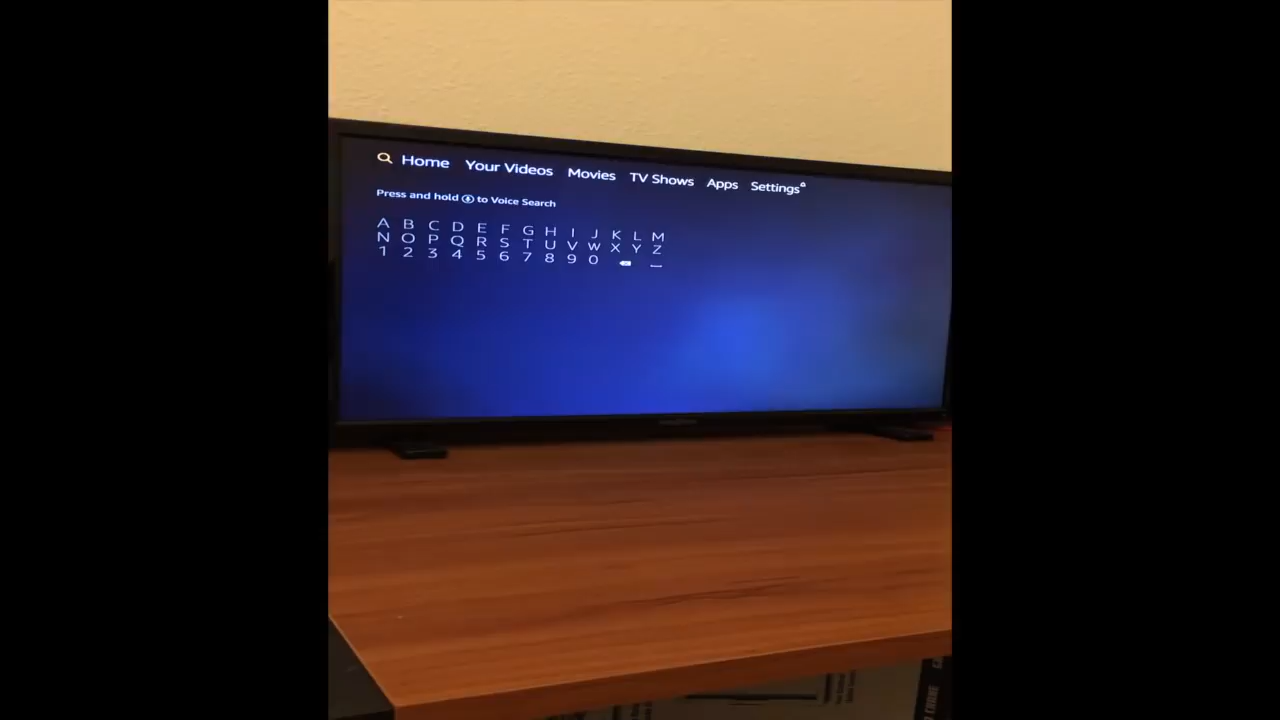 Home Your Videos Movies TV Shows Apps Settings
Press and hold to Voice Search
A B C D E F G H I J K L M
N O P Q R S T U V W X Y Z
1 2 3 4 5 6 7 8 9 0